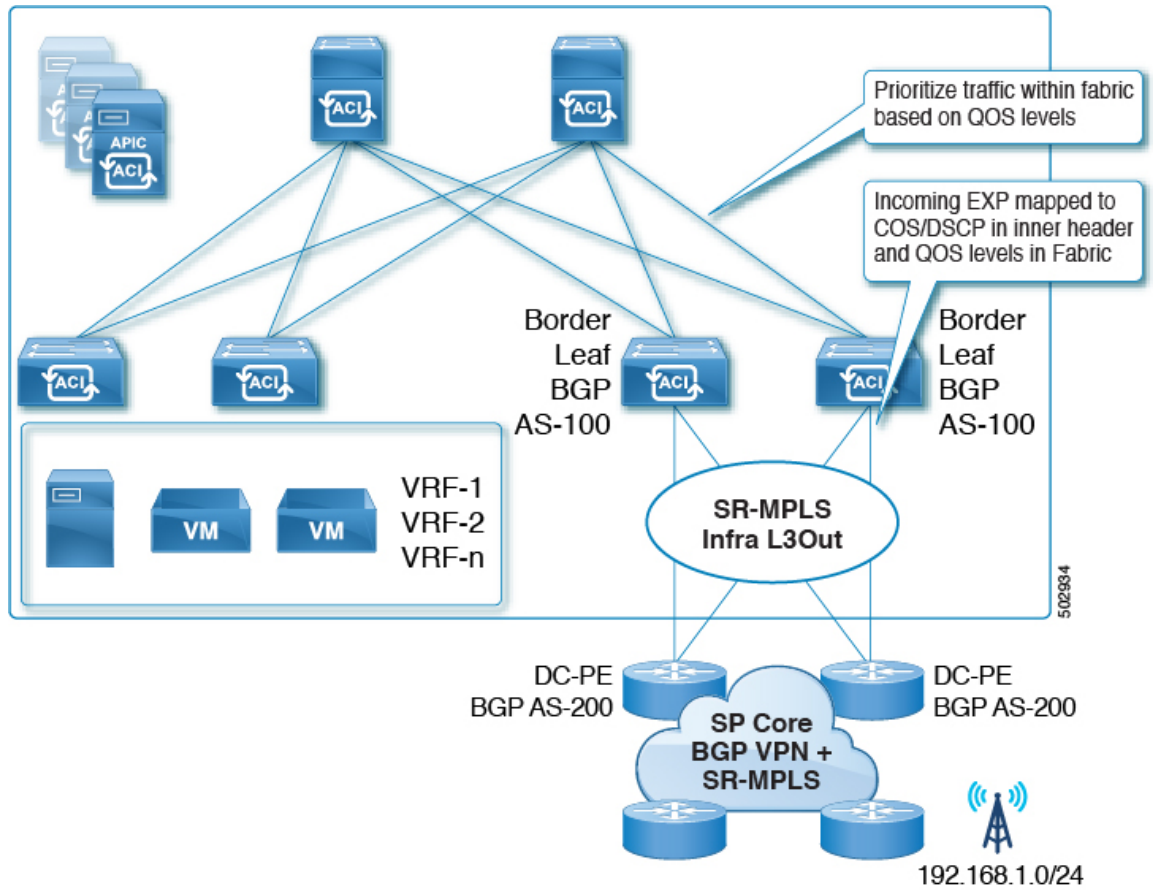 APIC
ACI
ACI
ACI
Prioritize traffic within fabric
based on QOS levels
Incoming EXP mapped to
COS/DSCP in inner header
and QOS levels in Fabric
ACI
ACI
Border
Leaf
BGP
AS-100
ACI
ACI
Border
Leaf
BGP
AS-100
VM
VM
VRF-1
VRF-2
VRF-n
SR-MPLS
Infra L3Out
502934
DC-PE
BGP AS-200
DC-PE
BGP AS-200
SP Core
BGP VPN +
SR-MPLS
192.168.1.0/24